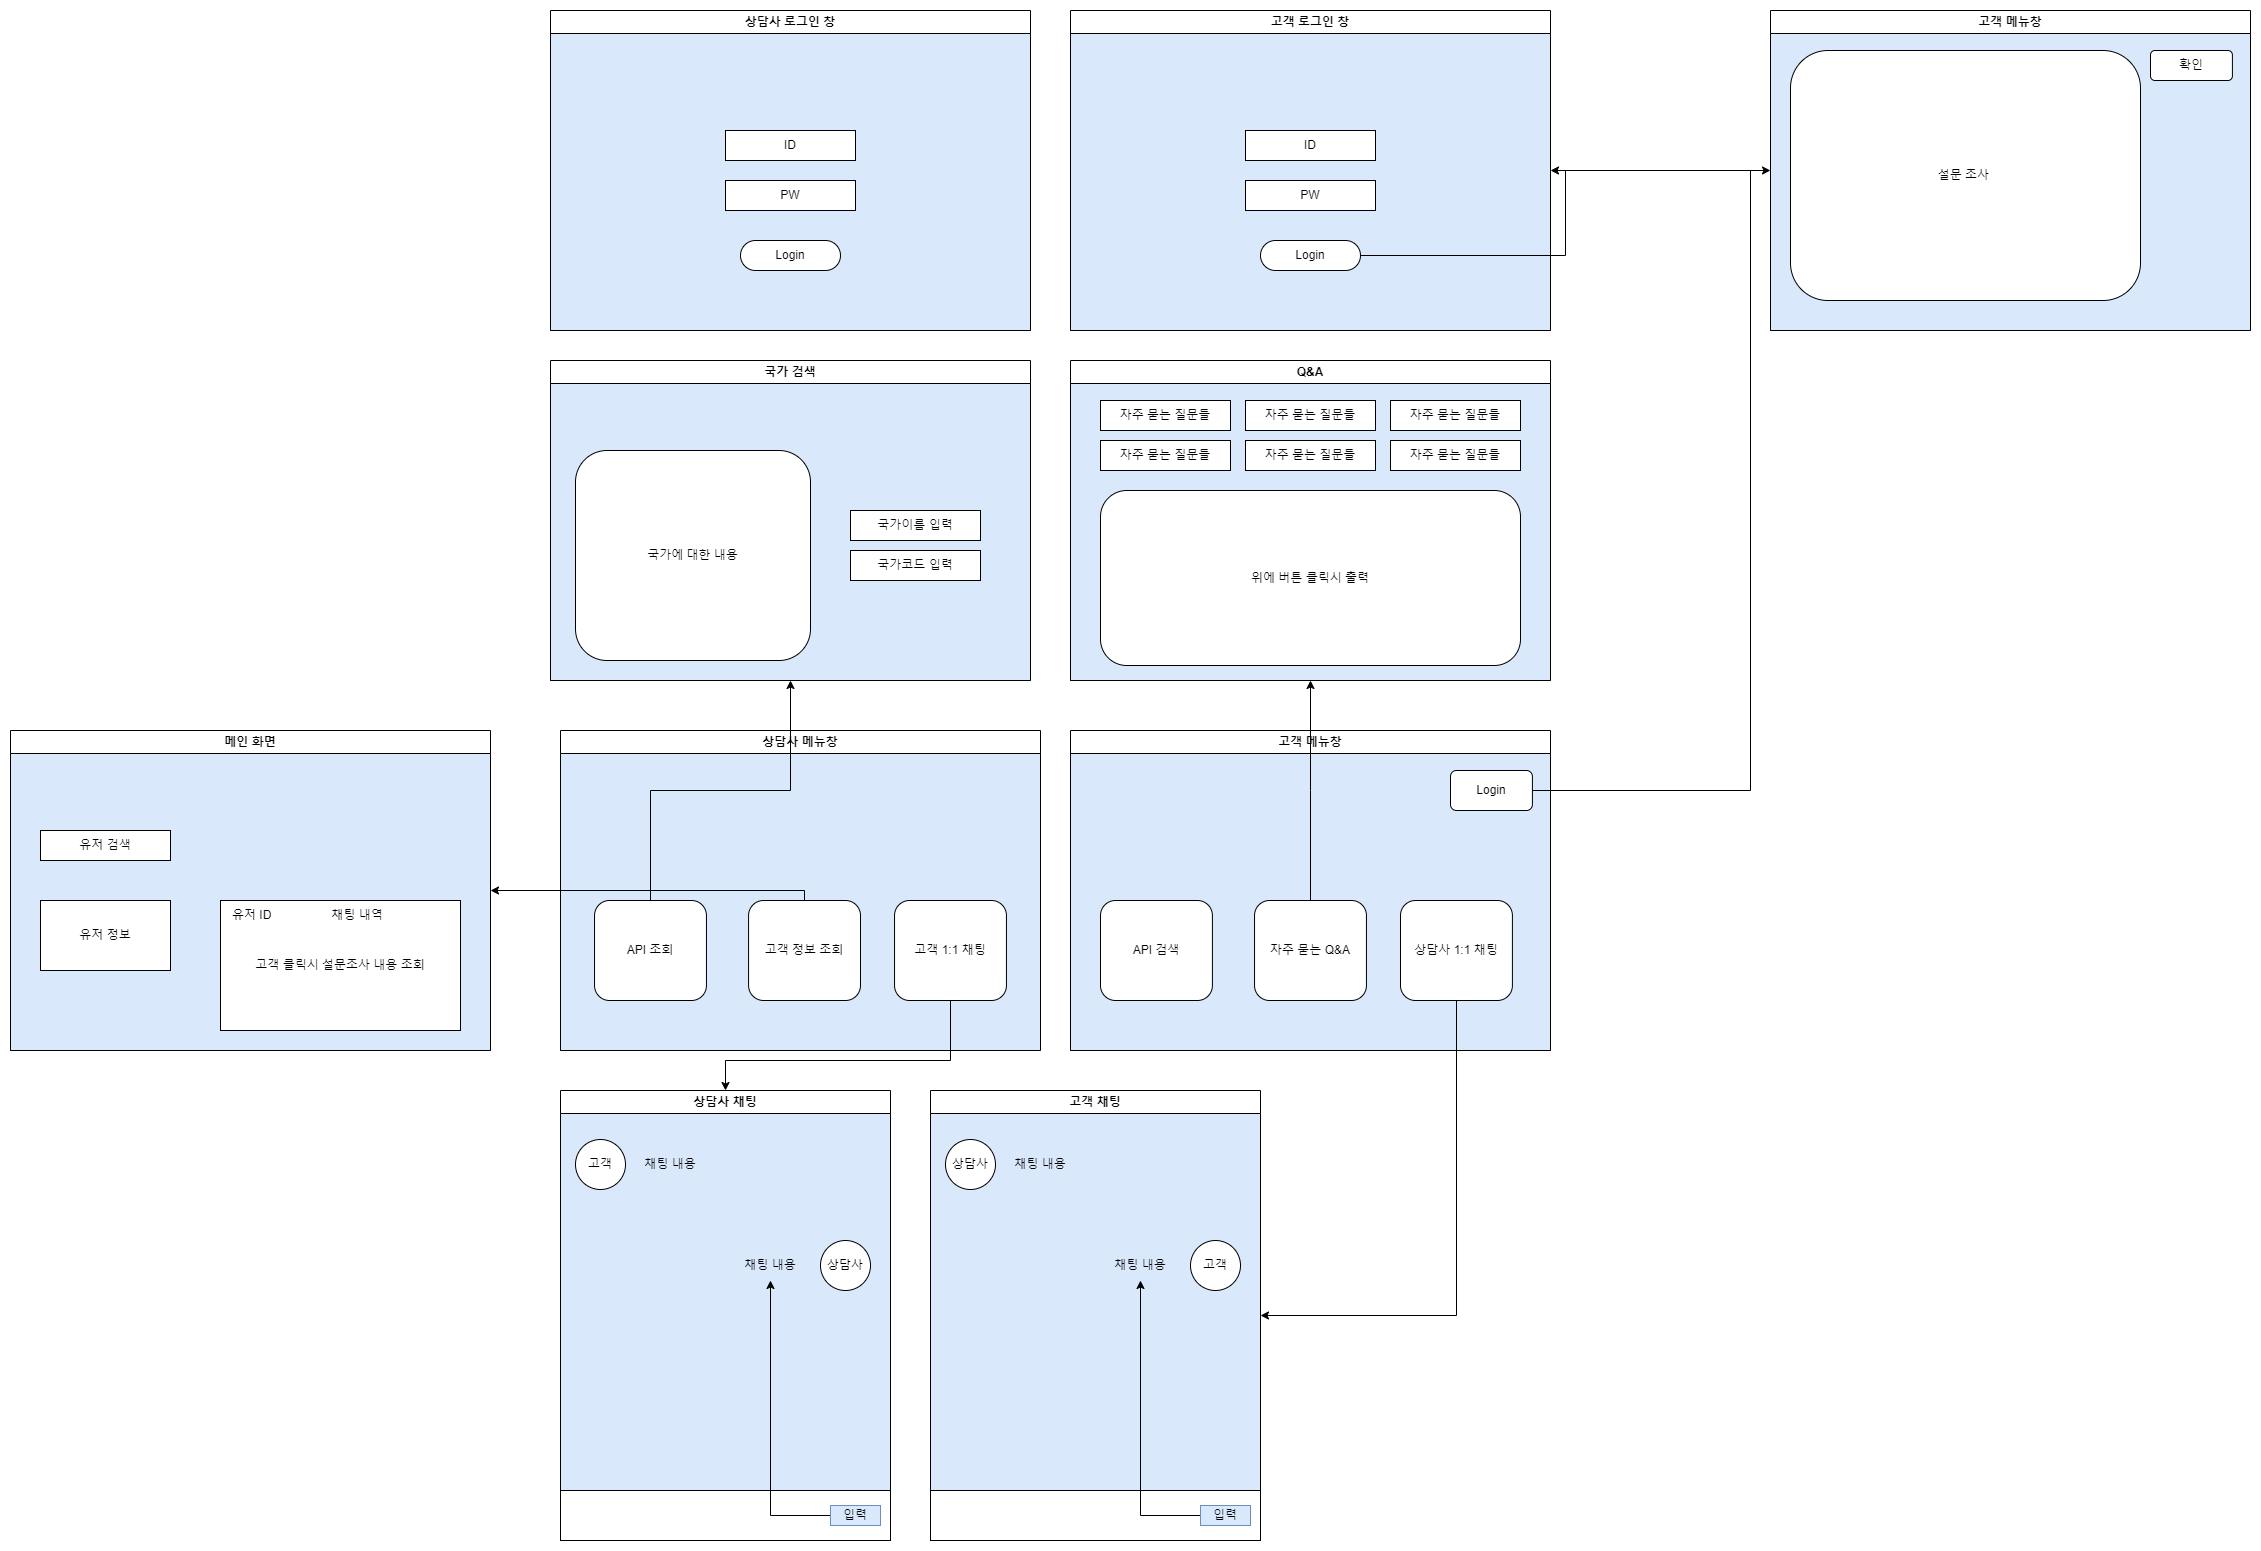 상담사 로그인 창
ID
PW
Login
고객 로그인 창
ID
PW
Login
고객 메뉴창
설문 조사
확인
국가 검색
국가에 대한 내용
국가이름 입력
국가코드 입력
Q&A
자주 묻는 질문들
자주 묻는 질문들
자주 묻는 질문들
자주 묻는 질문들
자주 묻는 질문들
자주 묻는 질문들
위에 버튼 클릭시 출력
메인 화면
유저 검색
유저 정보
유저 ID
채팅 내역
고객 클릭시 설문조사 내용 조회
상담사 메뉴창
API 조회
고객 정보 조회
고객 1:1 채팅
고객 메뉴창
Login
API 검색
자주 묻는 Q&A
상담사 1:1 채팅
상담사 채팅
고객
채팅 내용
채팅 내용
상담사
입력
고객 채팅
상담사
채팅 내용
채팅 내용
고객
입력